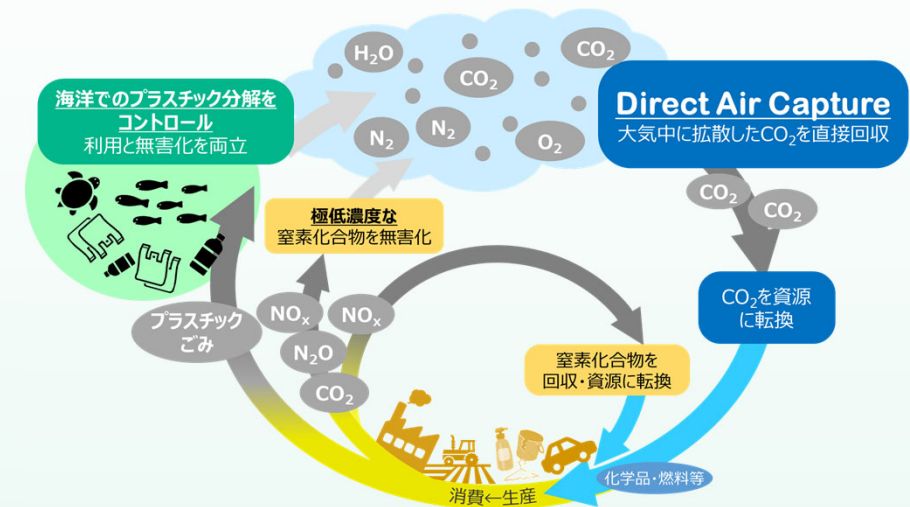 H₂O
CO₂
CO₂
N₂
N₂
O₂
海洋でのプラスチック分解を
コントロール
利用と無害化を両立
Direct Air Capture
大気中に拡散したCO₂を直接回収
CO₂
CO₂
極低濃度な
窒素化合物を無害化
CO₂を資源
に転換
プラスチック
ごみ
NOₓ
NOₓ
N₂O
CO₂
窒素化合物を
回収・資源に転換
化学品・燃料等
消費←生産